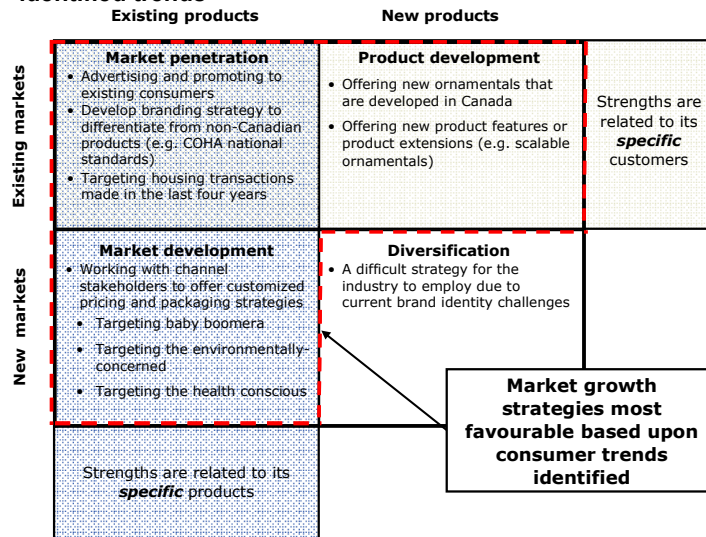 Existing products
New products
Existing markets
Market penetration
• Advertising and promoting to
existing consumers
• Develop branding strategy to
differentiate from non-Canadian
products (e.g. COHA national
standards)
• Targeting housing transactions
made in the last four years
Product development
• Offering new ornamentals that
are developed in Canada
• Offering new product features or
product extensions (e.g. scalable
ornamentals)
Strengths are
related to its
specific
customers
New markets
Market development
• Working with channel
stakeholders to offer customized
pricing and packaging strategies
• Targeting baby boomera
• Targeting the environmentally-
concerned
• Targeting the health conscious
Diversification
• A difficult strategy for the
industry to employ due to
current brand identity challenges
Market growth
strategies most
favourable based upon
consumer trends
identified
Strengths are related to its
specific products